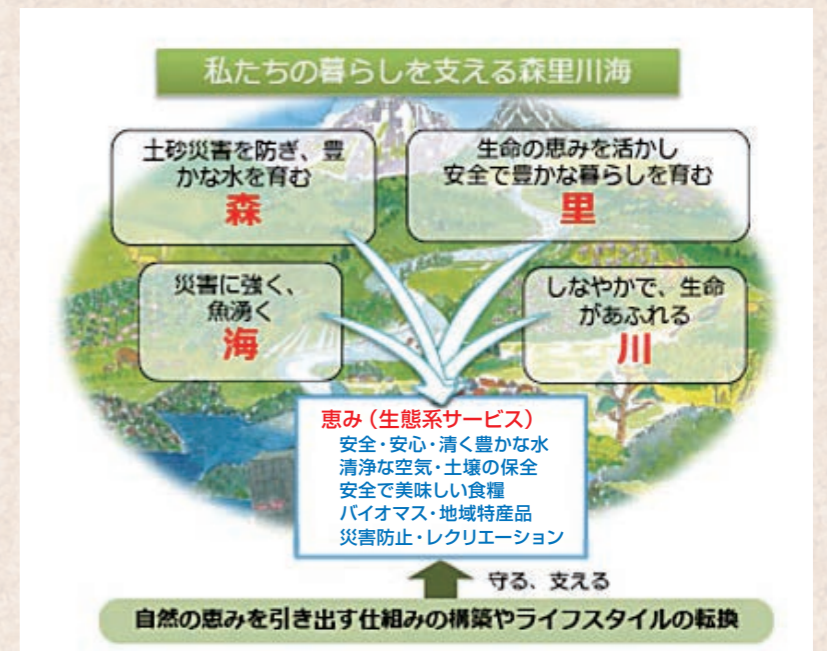 私たちの暮らしを支える森里川海
土砂災害を防ぎ、豊
かな水を育む
森
生命の恵みを活かし
安全で豊かな暮らしを育む
里
災害に強く、
魚湧く
海
しなやかで、生命
があふれる
川
恵み（生態系サービス）
安全・安心・清く豊かな水
清浄な空気・土壌の保全
安全で美味しい食糧
バイオマス・地域特産品
災害防止・レクリエーション
守る、支える
自然の恵みを引き出す仕組みの構築やライフスタイルの転換